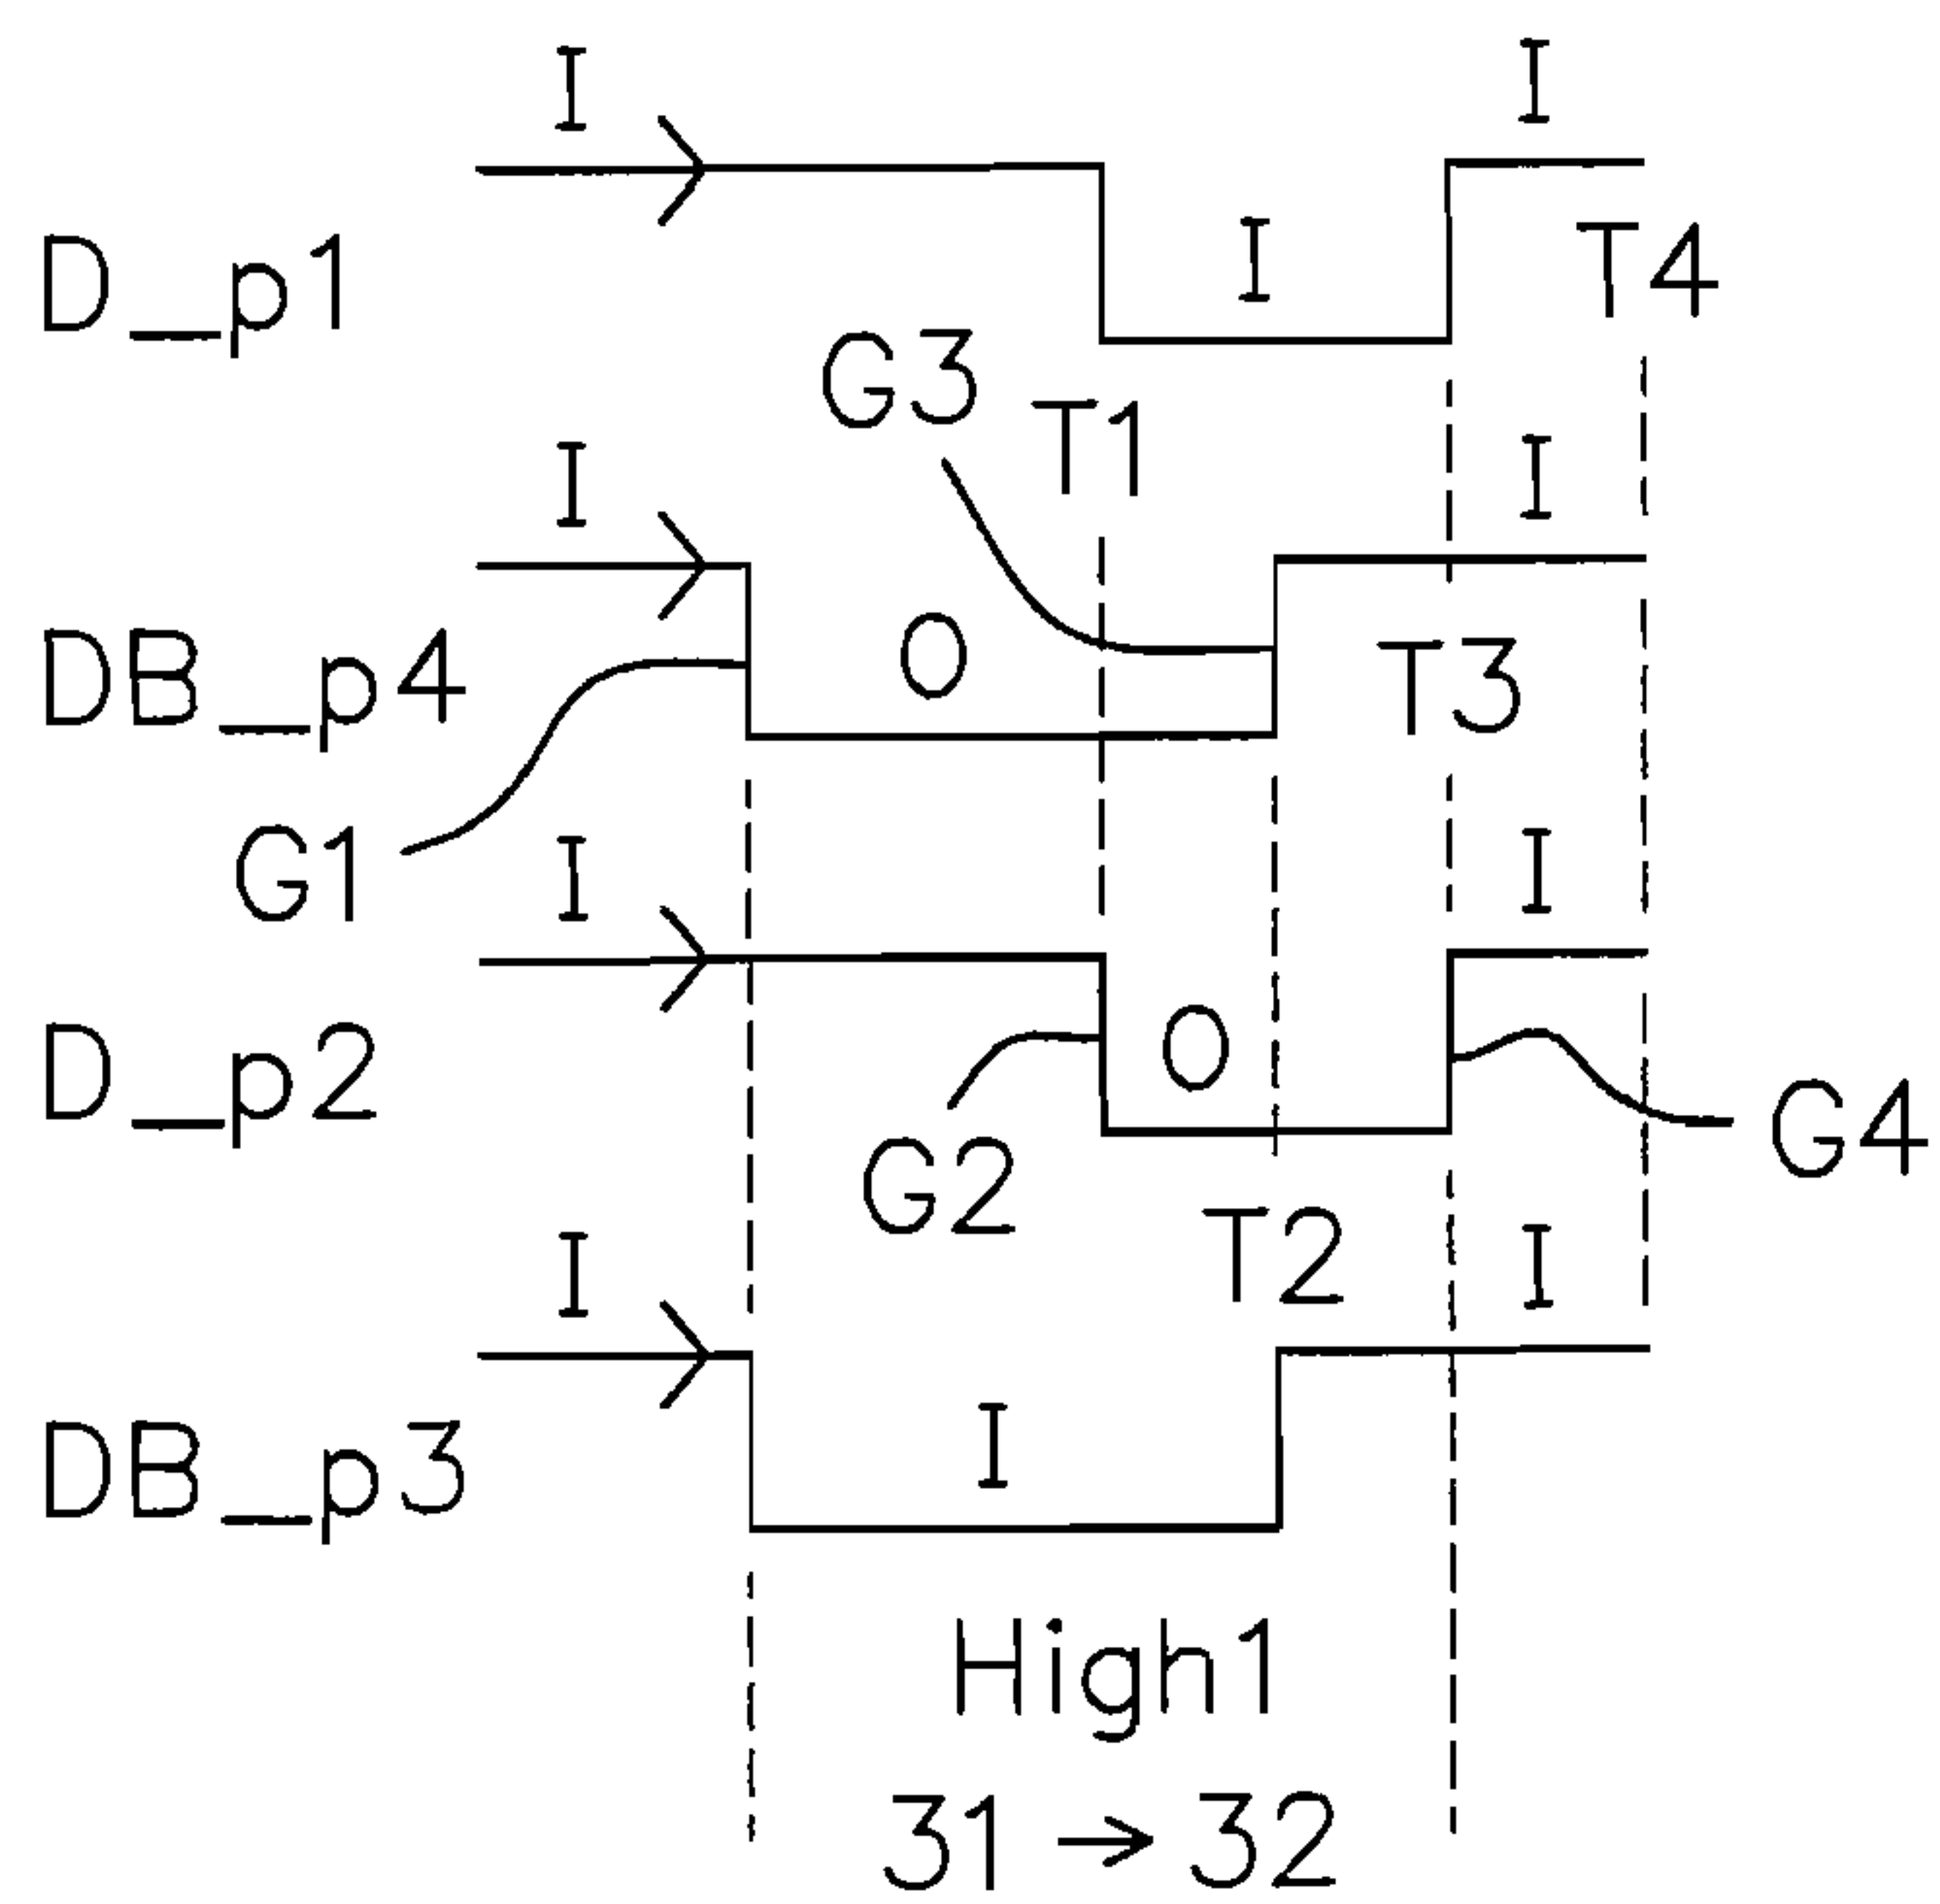 I I
D_p1 I T4
G3 T1
I I
DB_p4 O T3
G1 I I
D_p2 O G4
G2 T2
I I
DB_p3 I
High1
31 → 32